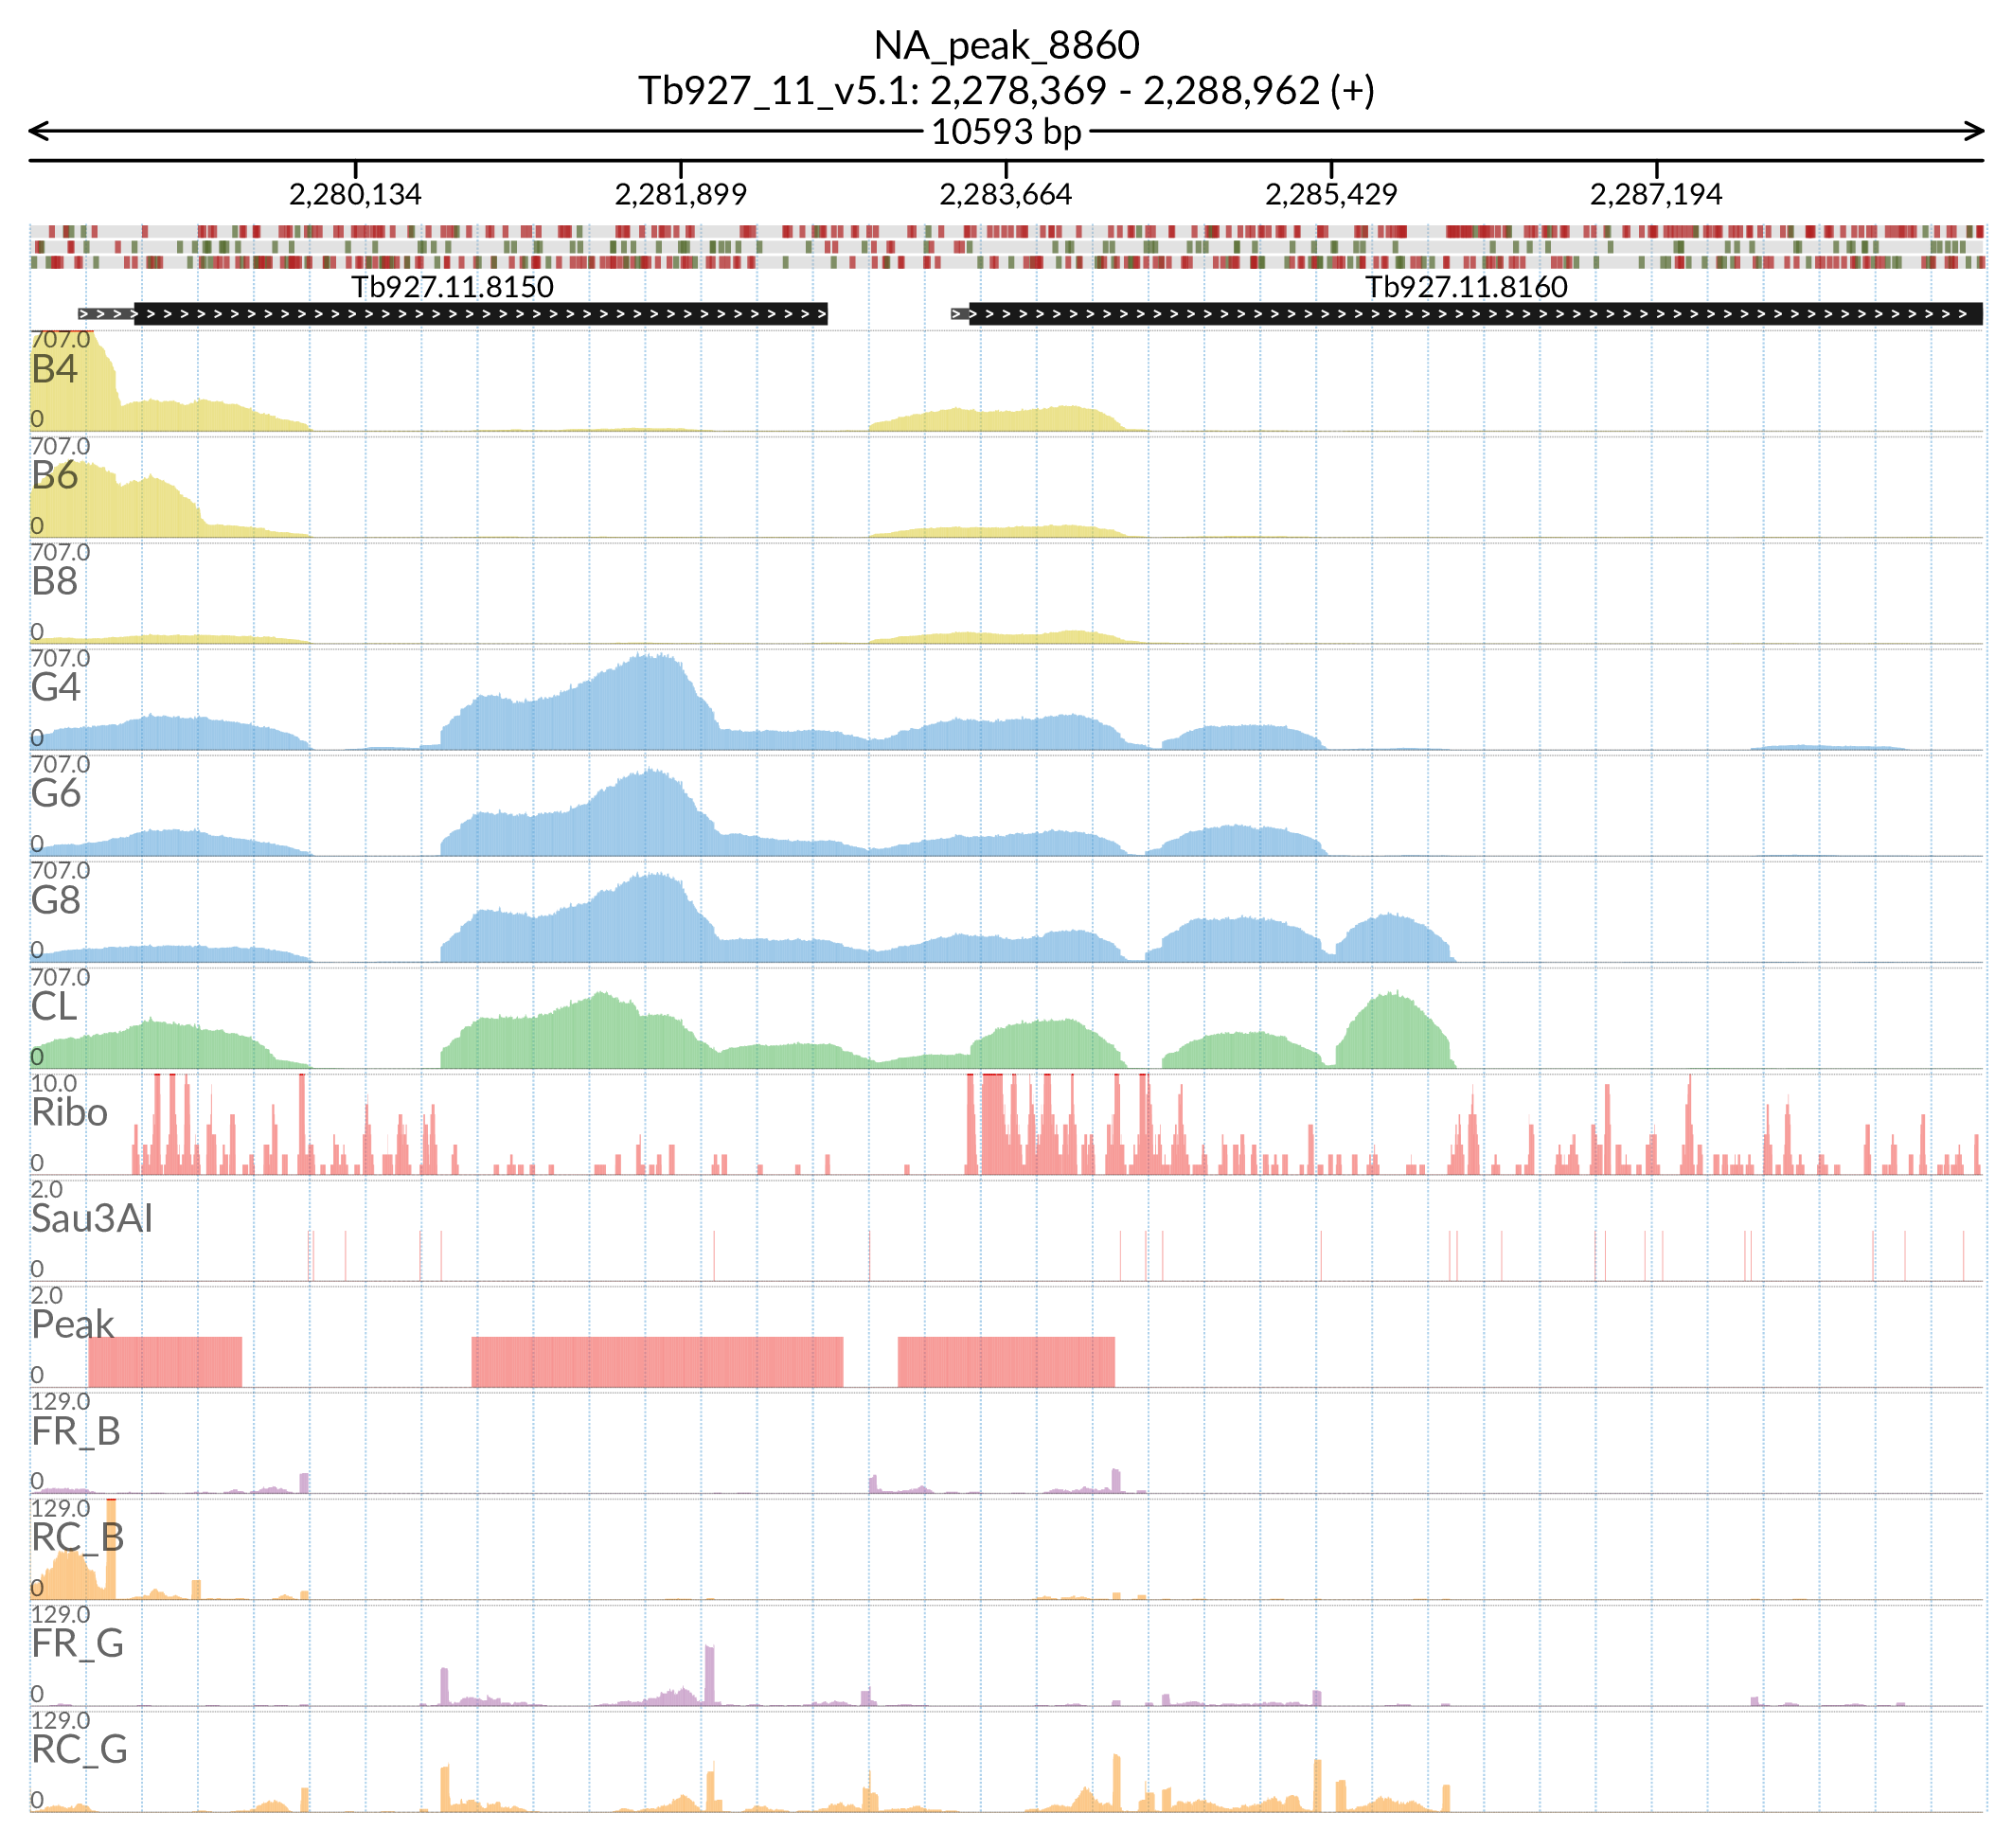 NA_peak_8860
Tb927_11_v5.1: 2,278,369 - 2,288,962 (+)
10593 bp
2,280,134 2,281,899 2,283,664 2,285,429 2,287,194
Tb927.11.8150 Tb927.11.8160
707.0
B4
0
707.0
B6
0
707.0
B8
0
707.0
G4
0
707.0
G6
0
707.0
G8
0
707.0
CL
0
10.0
Ribo
0
2.0
Sau3AI
0
2.0
Peak
0
129.0
FR_B
0
129.0
RC_B
0
129.0
FR_G
0
129.0
RC_G
0